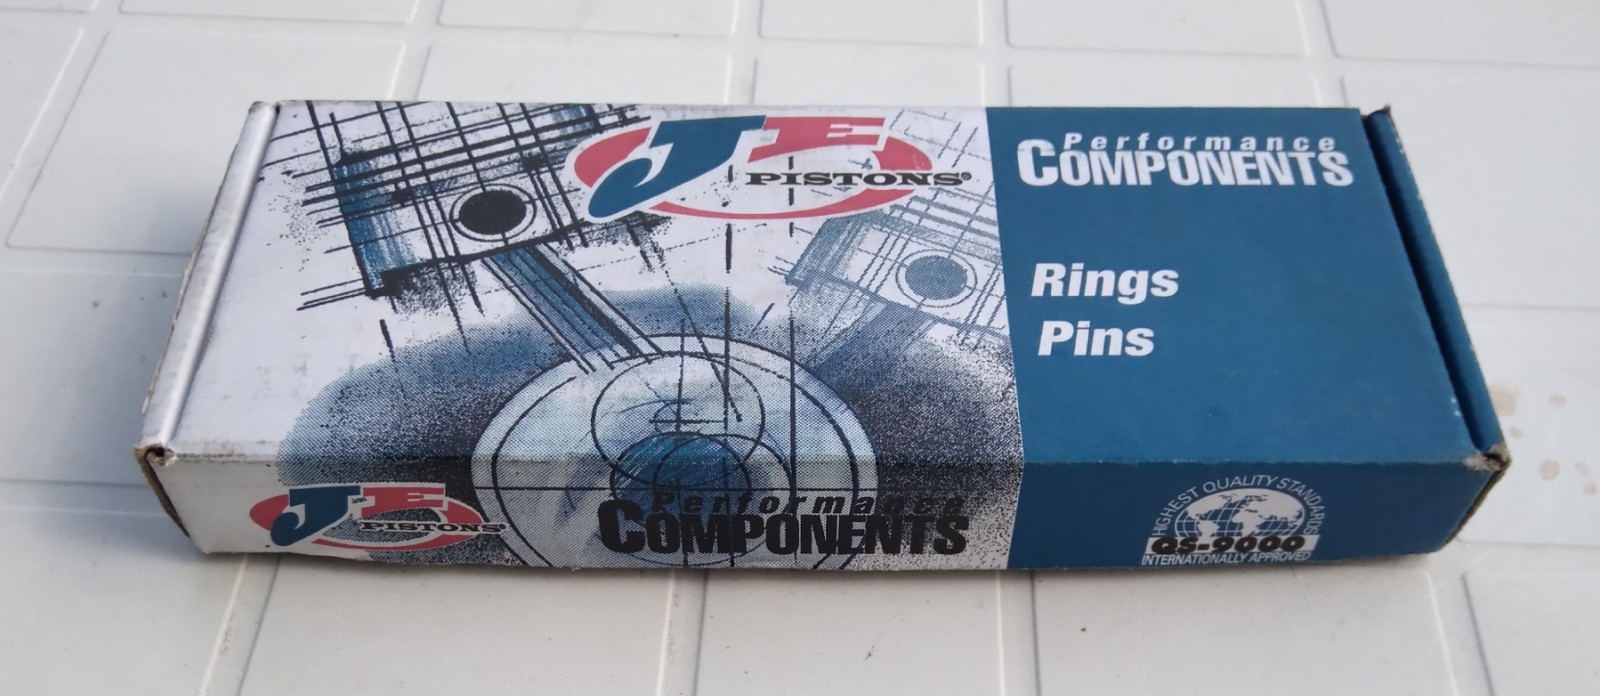 JE
PISTONS®
Performance
COMPONENTS
Rings
Pins
JE
PISTONS®
Performance
COMPONENTS
HIGHEST QUALITY STANDARDS
QS-9000
INTERNATIONALLY APPROVED